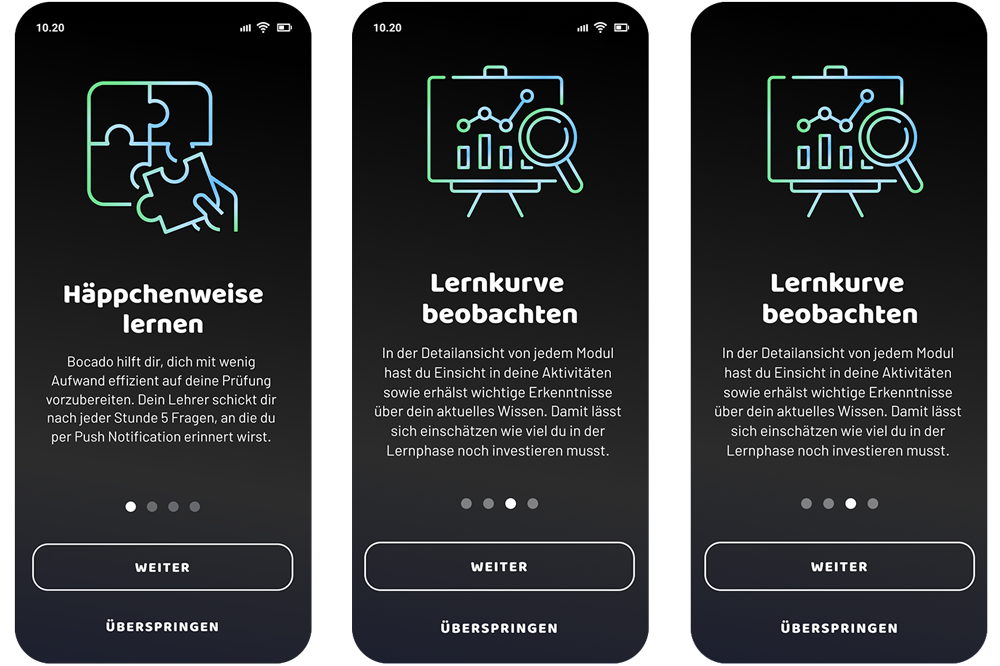 10.20
Häppchenweise
lernen
Bocado hilft dir, dich mit wenig
Aufwand effizient auf deine Prüfung
vorzubereiten. Dein Lehrer schickt dir
nach jeder Stunde 5 Fragen, an die du
per Push Notification erinnert wirst.
WEITER
ÜBERSPRINGEN
10.20
Lernkurve
beobachten
In der Detailansicht von jedem Modul
hast du Einsicht in deine Aktivitäten
sowie erhälst wichtige Erkenntnisse
über dein aktuelles Wissen. Damit lässt
sich einschätzen wie viel du in der
Lernphase noch investieren musst.
WEITER
ÜBERSPRINGEN
Lernkurve
beobachten
In der Detailansicht von jedem Modul
hast du Einsicht in deine Aktivitäten
sowie erhälst wichtige Erkenntnisse
über dein aktuelles Wissen. Damit lässt
sich einschätzen wie viel du in der
Lernphase noch investieren musst.
WEITER
ÜBERSPRINGEN